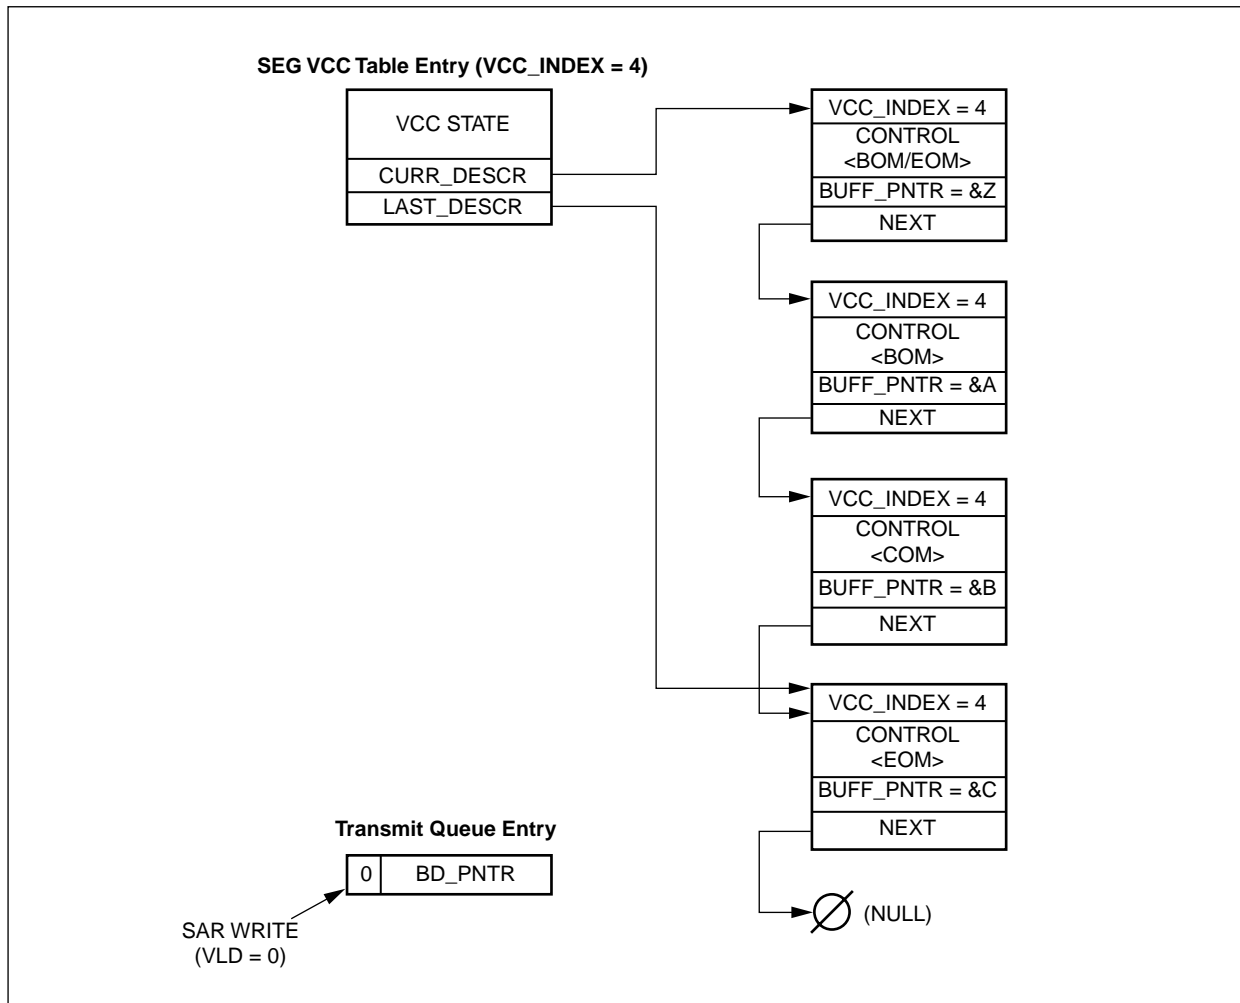 SEG VCC Table Entry (VCC_INDEX = 4)
VCC STATE
CURR_DESCR
LAST_DESCR
VCC_INDEX = 4
CONTROL
<BOM/EOM>
BUFF_PNTR = &Z
NEXT
VCC_INDEX = 4
CONTROL
<BOM>
BUFF_PNTR = &A
NEXT
VCC_INDEX = 4
CONTROL
<COM>
BUFF_PNTR = &B
NEXT
VCC_INDEX = 4
CONTROL
<EOM>
BUFF_PNTR = &C
NEXT
(NULL)
Transmit Queue Entry
0 BD_PNTR
SAR WRITE
(VLD = 0)